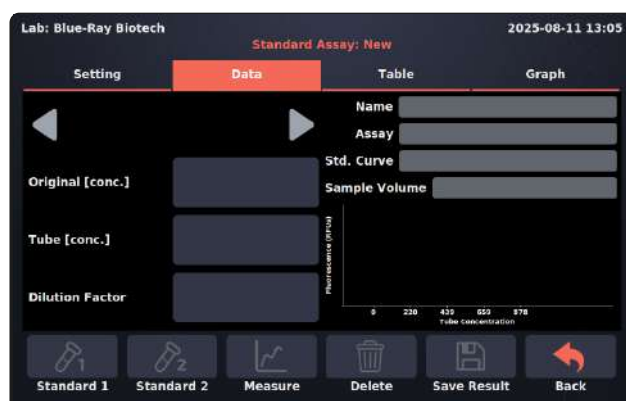 Lab: Blue-Ray Biotech 2025-08-11 13:05
Standard Assay: New
Setting Data Table Graph
Name
Assay
Std. Curve
Original [conc.]
Sample Volume
Tube [conc.]
Fluorescence (RFUs)
Dilution Factor
0 220 439 659 878
Tube Concentration
1 2
Standard 1 Standard 2 Measure Delete Save Result Back